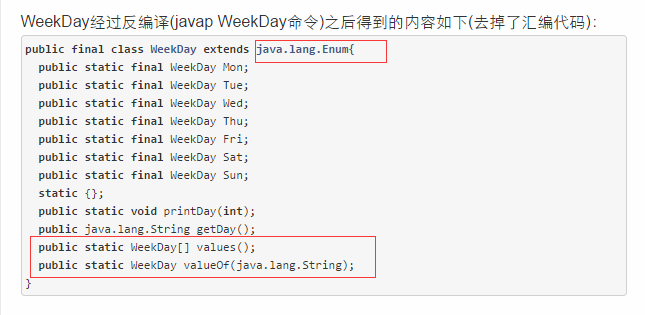 WeekDay经过反编译(javap WeekDay命令)之后得到的内容如下(去掉了汇编代码):
public final class WeekDay extends java.lang.Enum{
  public static final WeekDay Mon;
  public static final WeekDay Tue;
  public static final WeekDay Wed;
  public static final WeekDay Thu;
  public static final WeekDay Fri;
  public static final WeekDay Sat;
  public static final WeekDay Sun;
  static {};
  public static void printDay(int);
  public java.lang.String getDay();
  public static WeekDay[] values();
  public static WeekDay valueOf(java.lang.String);
}